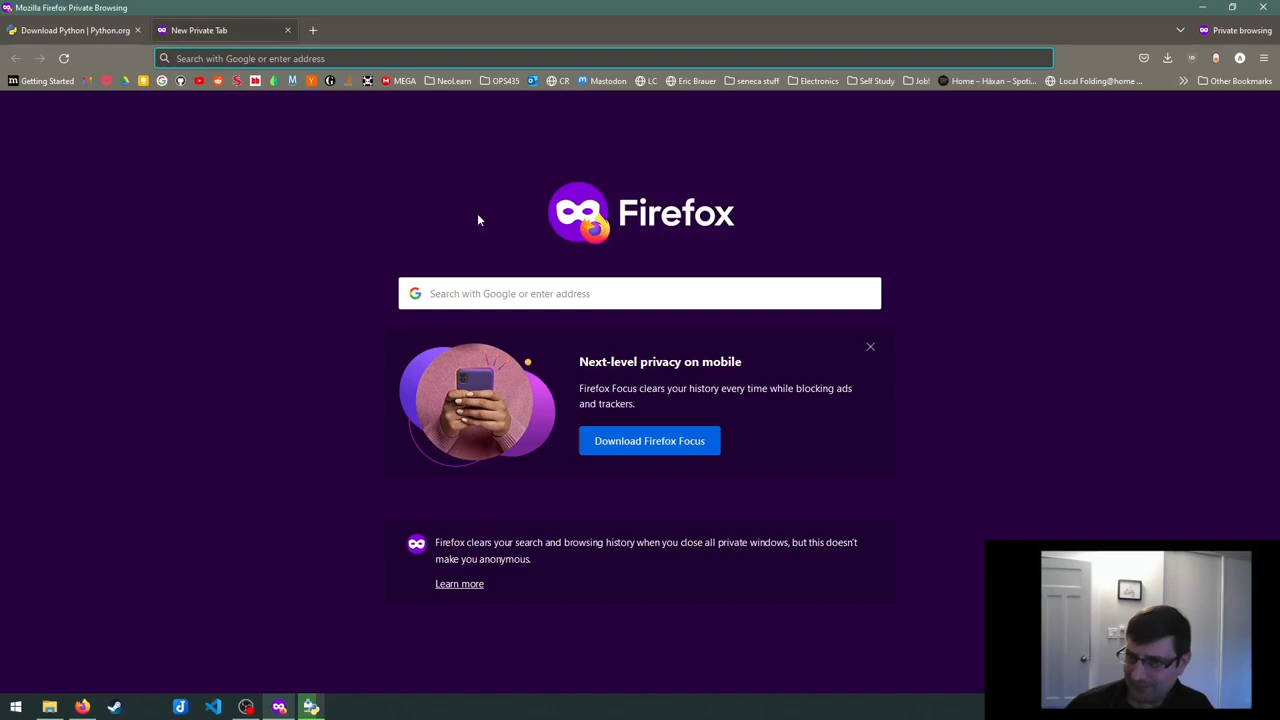 Mozilla Firefox Private Browsing
Download Python | Python.org
New Private Tab
Private browsing
Search with Google or enter address
Getting Started
MEGA
NeoLearn
OPS435
CR
Mastodon
LC
Eric Brauer
seneca stuff
Electronics
Self Study
Job!
Home – Häxan – Spoti...
Local Folding@home ...
Other Bookmarks
Firefox
Search with Google or enter address
Next-level privacy on mobile
Firefox Focus clears your history every time while blocking ads
and trackers.
Download Firefox Focus
Firefox clears your search and browsing history when you close all private windows, but this doesn't
make you anonymous.
Learn more